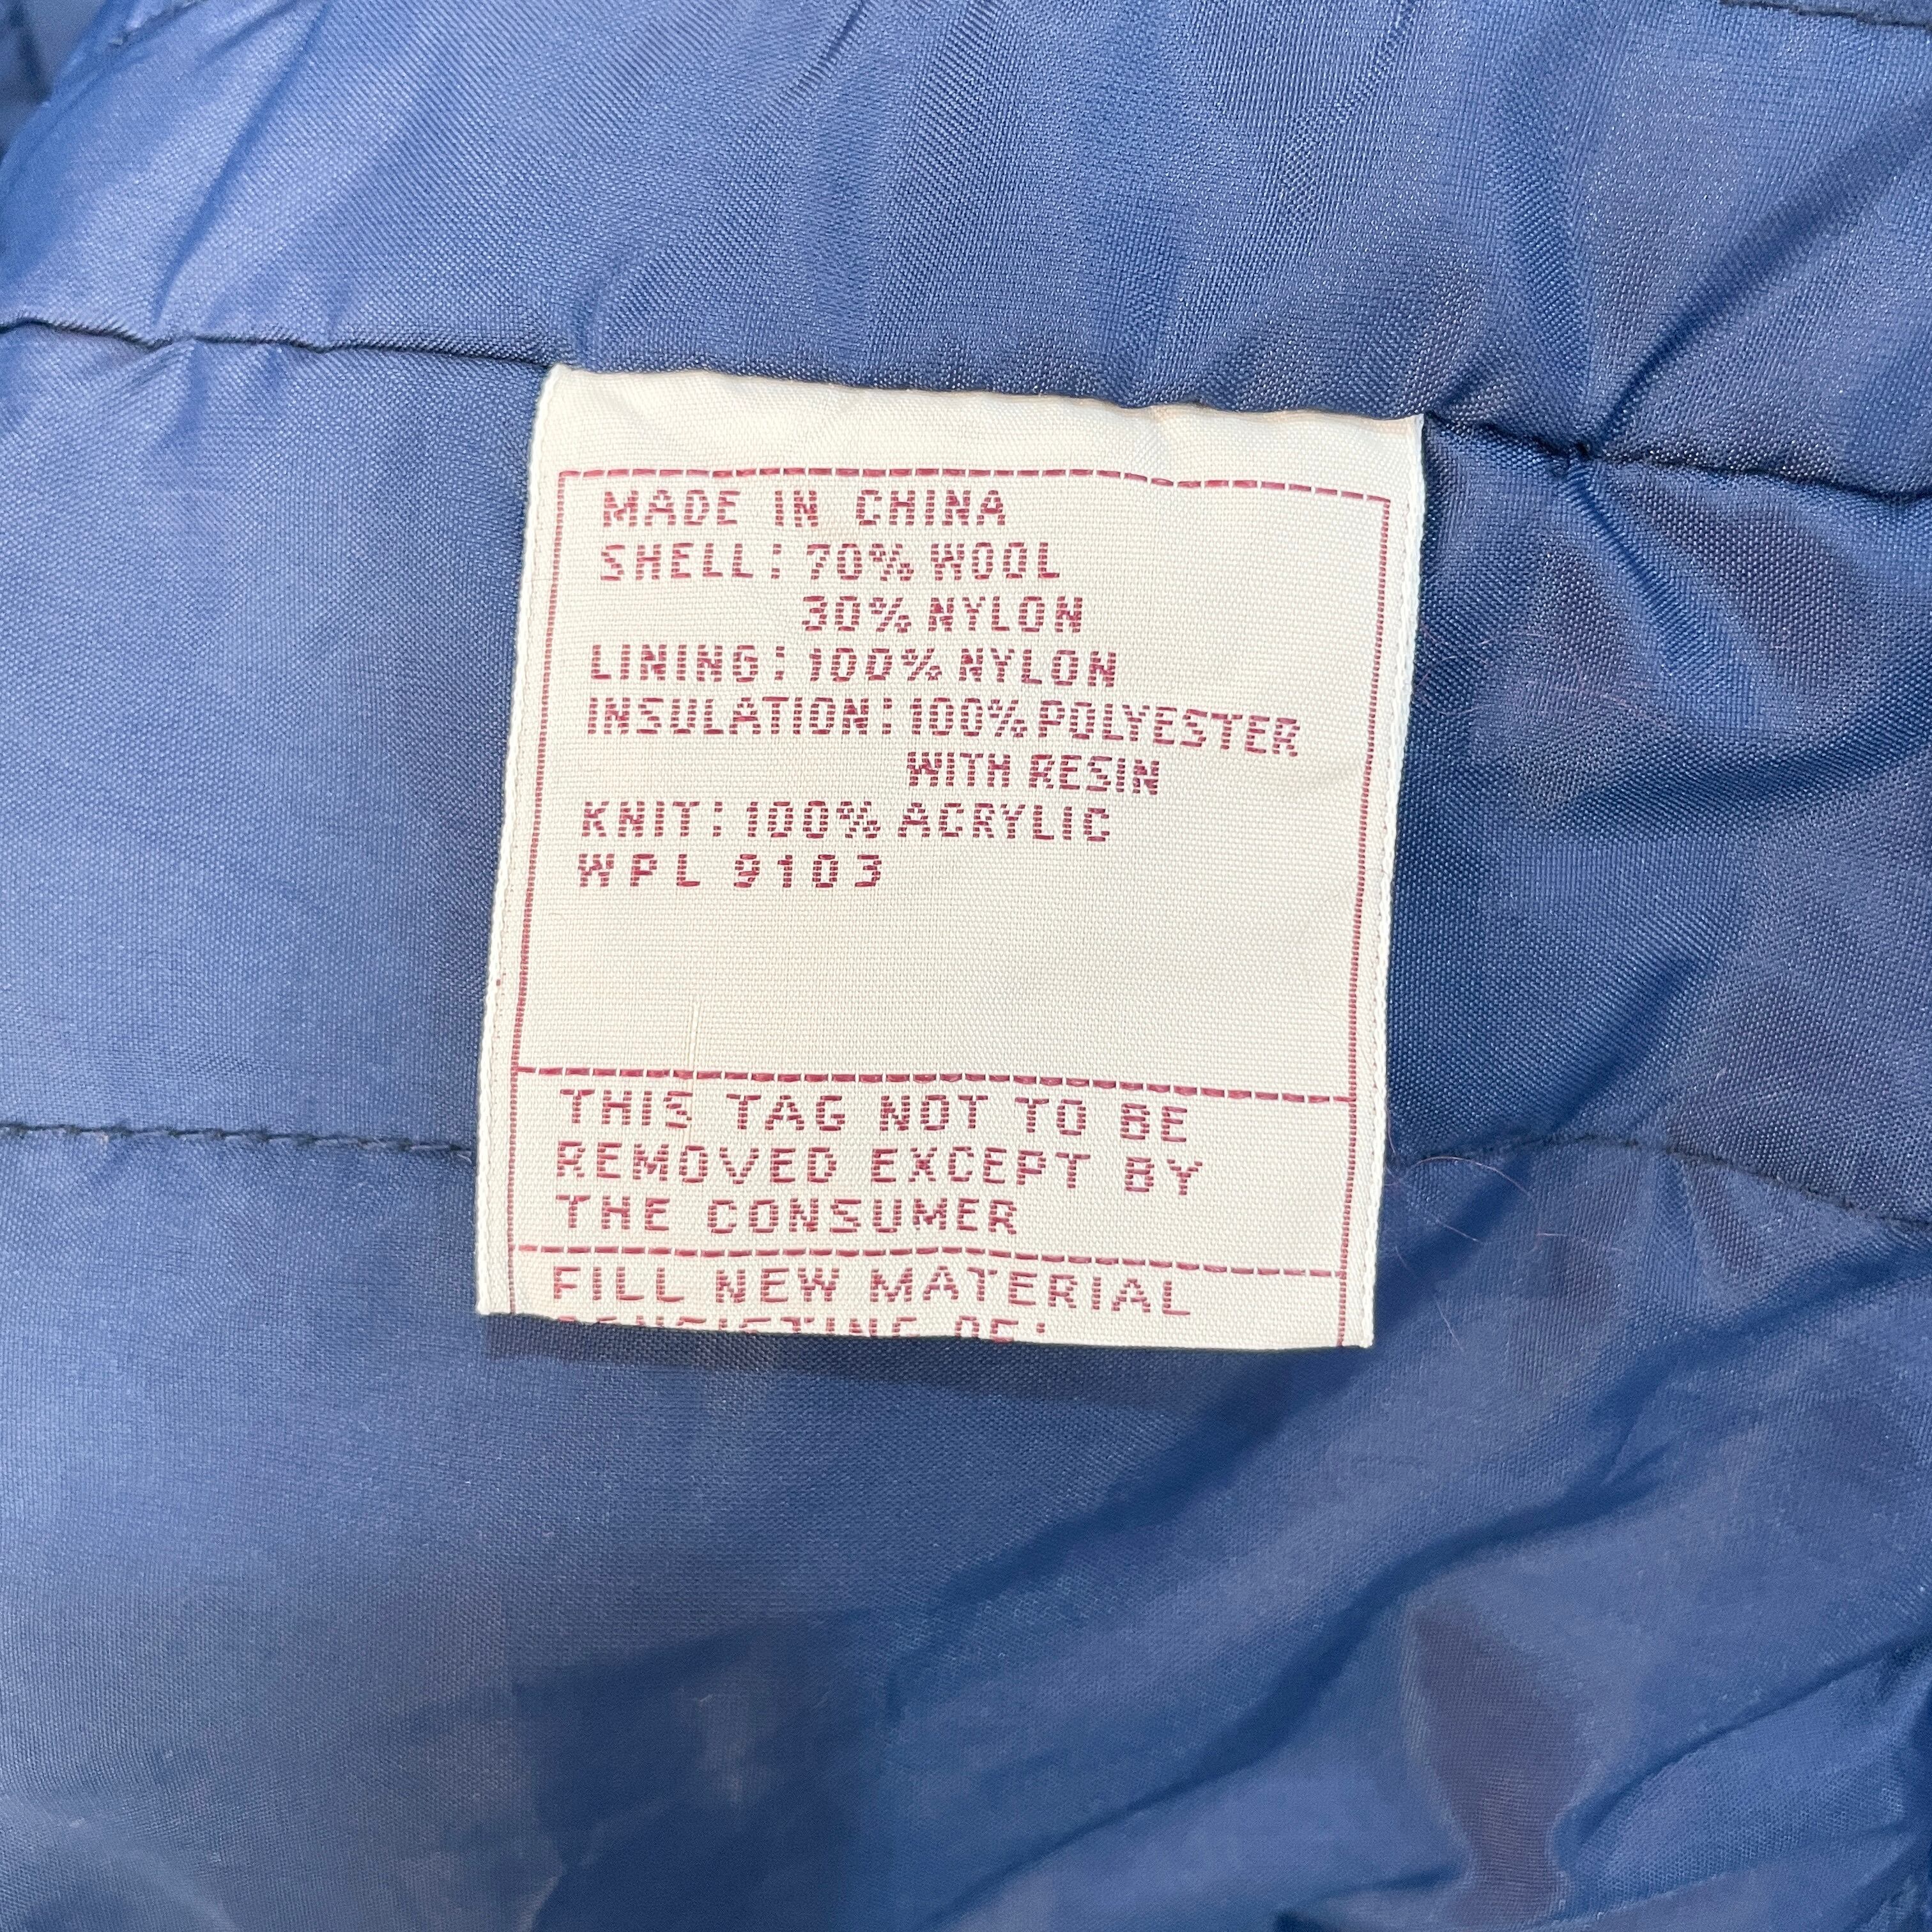 MADE IN CHINA
SHELL: 70% WOOL
30% NYLON
LINING: 100% NYLON
INSULATION: 100% POLYESTER
WITH RESIN
KNIT: 100% ACRYLIC
WPL 9103
THIS TAG NOT TO BE
REMOVED EXCEPT BY
THE CONSUMER
FILL NEW MATERIAL
OF: